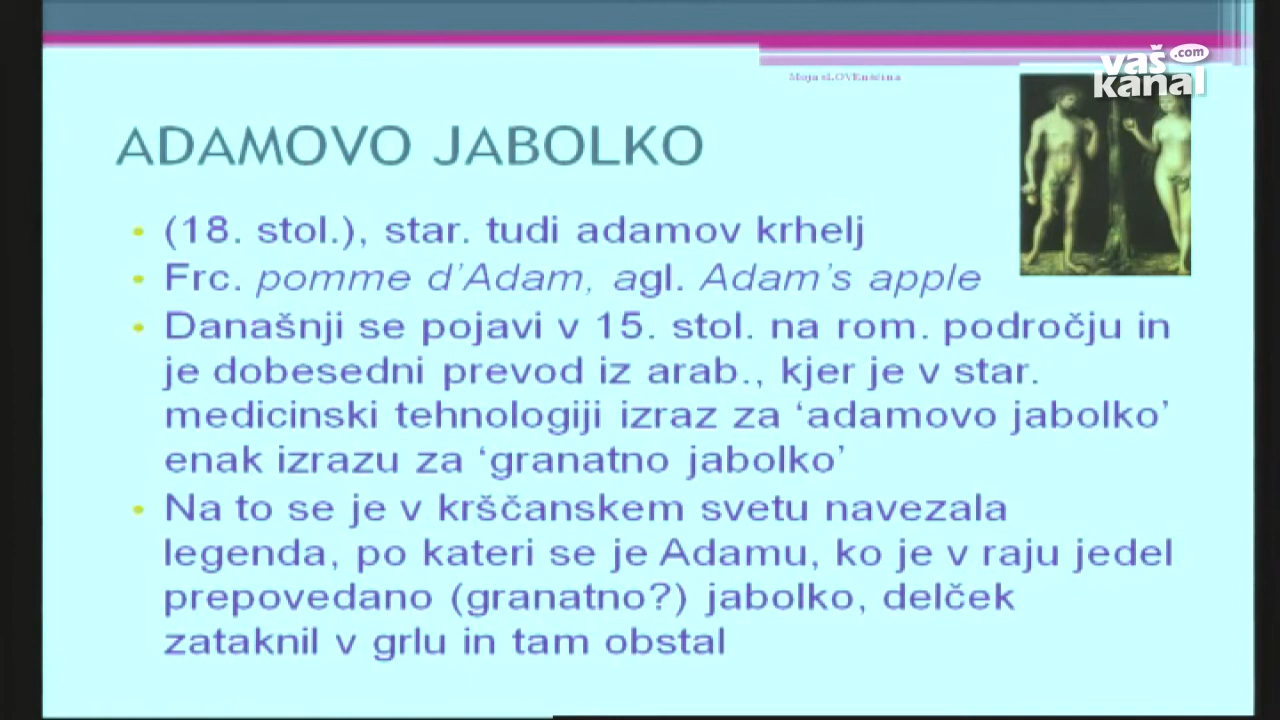 vaš .com
kanal
Moja sLOVEnščina
ADAMOVO JABOLKO
• (18. stol.), star. tudi adamov krhelj
• Frc. pomme d’Adam, agl. Adam’s apple
• Današnji se pojavi v 15. stol. na rom. področju in
je dobesedni prevod iz arab., kjer je v star.
medicinski tehnologiji izraz za ‘adamovo jabolko’
enak izrazu za ‘granatno jabolko’
• Na to se je v krščanskem svetu navezala
legenda, po kateri se je Adamu, ko je v raju jedel
prepovedano (granatno?) jabolko, delček
zataknil v grlu in tam obstal